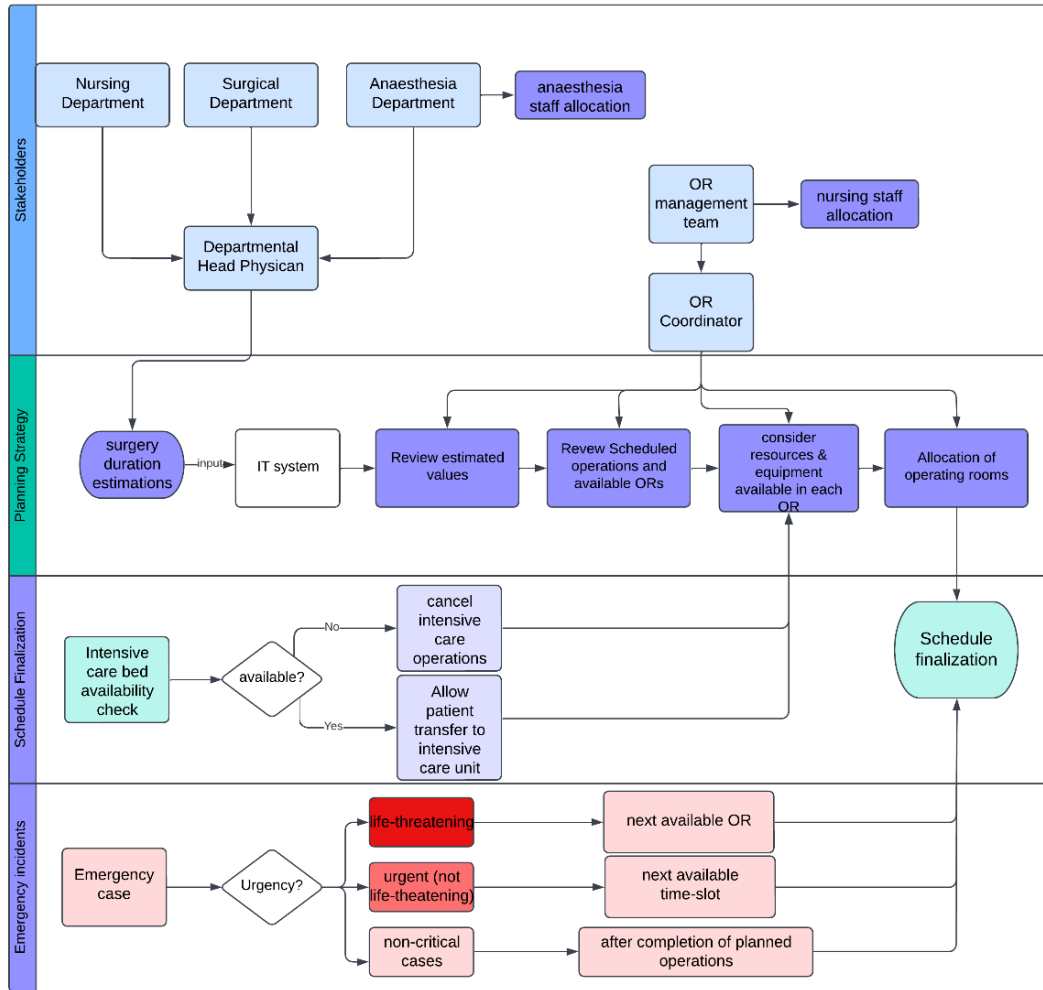 Stakeholders
Nursing
Department
Surgical
Department
Anaesthesia
Department
anaesthesia
staff allocation
OR
management
team
nursing staff
allocation
Departmental
Head Physican
OR
Coordinator
Planning Strategy
surgery
duration
estimations
input
IT system
Review estimated
values
Revew Scheduled
operations and
available ORs
consider
resources &
equipment
available in each
OR
Allocation of
operating rooms
Schedule Finalization
Intensive
care bed
availability
check
available?
No
cancel
intensive
care
operations
Yes
Allow
patient
transfer to
intensive
care unit
Schedule
finalization
Emergency incidents
Emergency
case
Urgency?
life-threatening
next available OR
urgent (not
life-theatening)
next available
time-slot
non-critical
cases
after completion of planned
operations